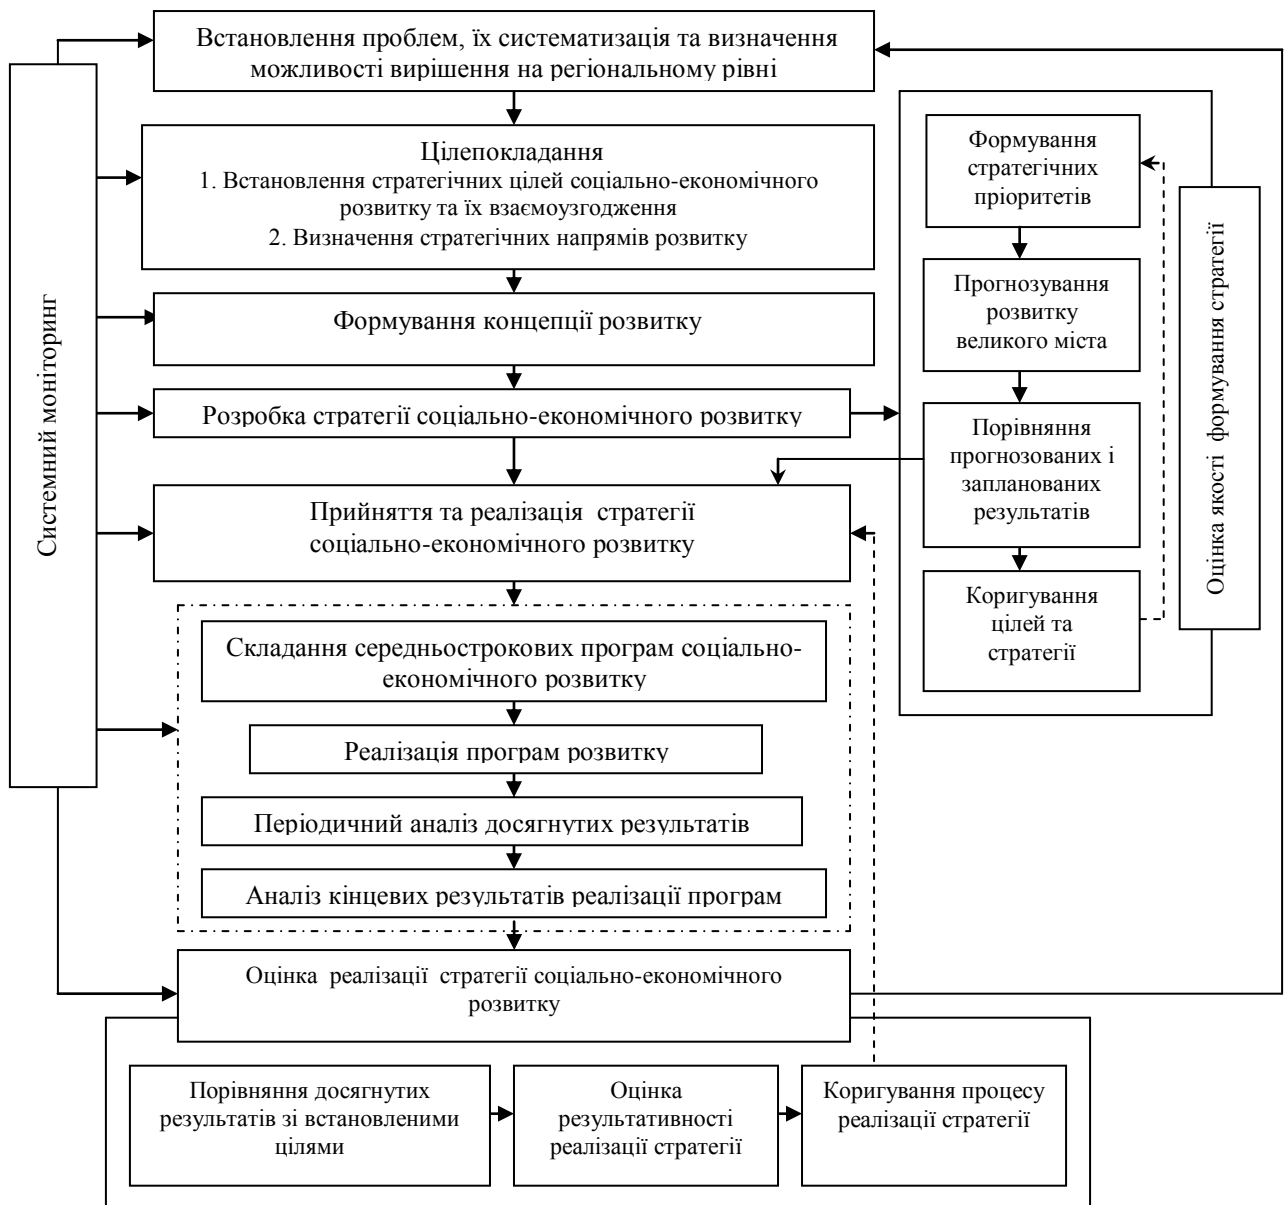 Встановлення проблем, їх систематизація та визначення
можливості вирішення на регіональному рівні
Цілепокладання
1. Встановлення стратегічних цілей соціально-економічного
розвитку та їх взаємоузгодження
2. Визначення стратегічних напрямів розвитку
Формування концепції розвитку
Розробка стратегії соціально-економічного розвитку
Прийняття та реалізація стратегії
соціально-економічного розвитку
Складання середньострокових програм соціально-
економічного розвитку
Реалізація програм розвитку
Періодичний аналіз досягнутих результатів
Аналіз кінцевих результатів реалізації програм
Оцінка реалізації стратегії соціально-економічного
розвитку
Порівняння досягнутих
результатів зі встановленими
цілями
Оцінка
результативності
реалізації стратегії
Коригування процесу
реалізації стратегії
Системний моніторинг
Формування
стратегічних
пріоритетів
Прогнозування
розвитку
великого міста
Порівняння
прогнозованих і
запланованих
результатів
Коригування
цілей та
стратегії
Оцінка якості формування стратегії